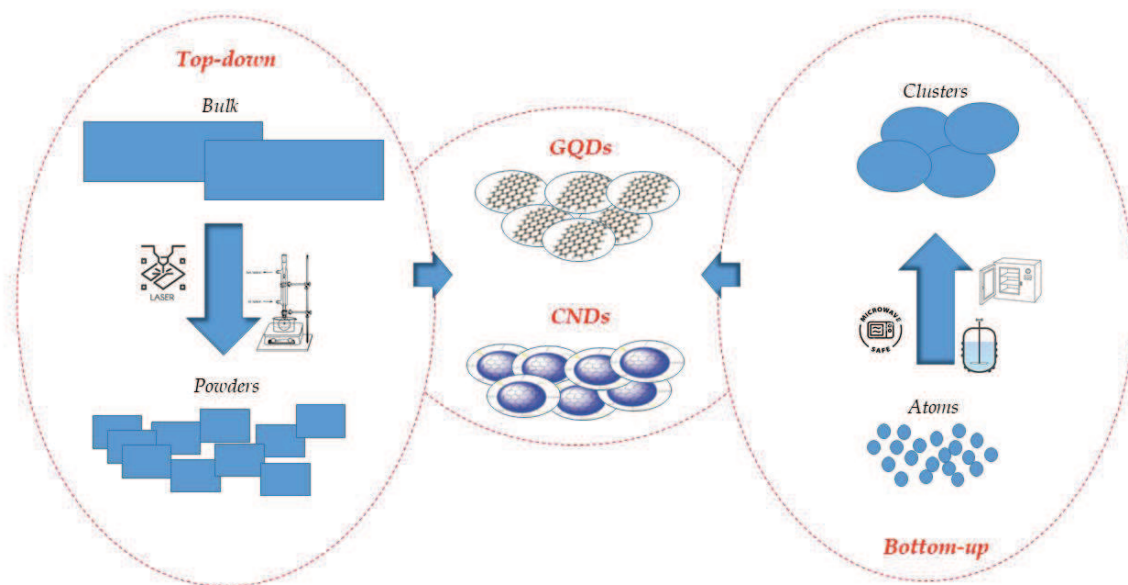 Top-down
Bulk
LASER
Powders
GQDs
CNDs
Clusters
MICROWAVE
SAFE
Atoms
Bottom-up